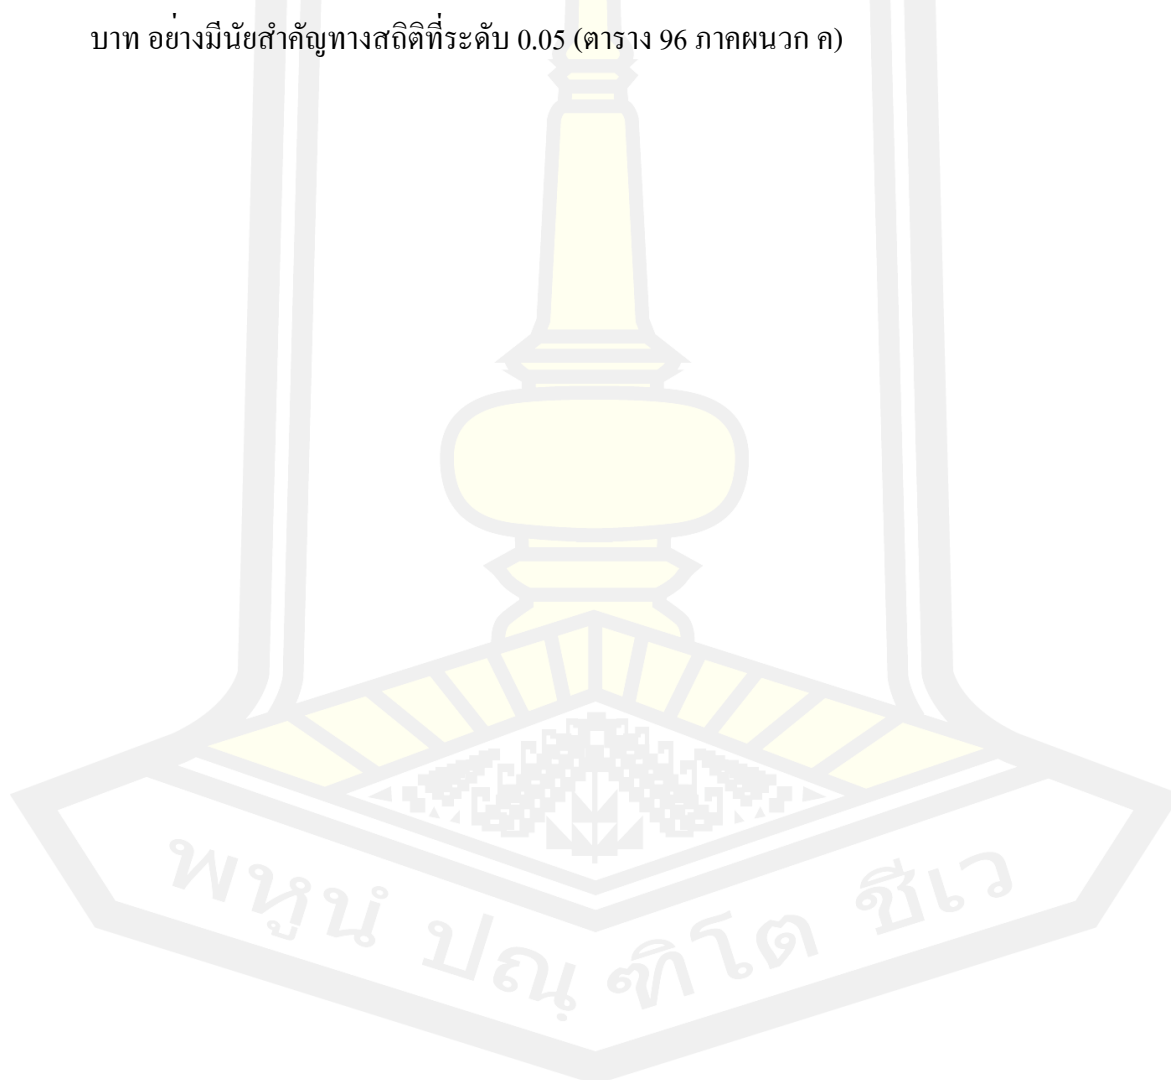 บาท อย่างมีนัยสำคัญทางสถิติที่ระดับ 0.05 (ตาราง 96 ภาคผนวก ค)
พหูนํ ปณฺฑิโต ชีเว